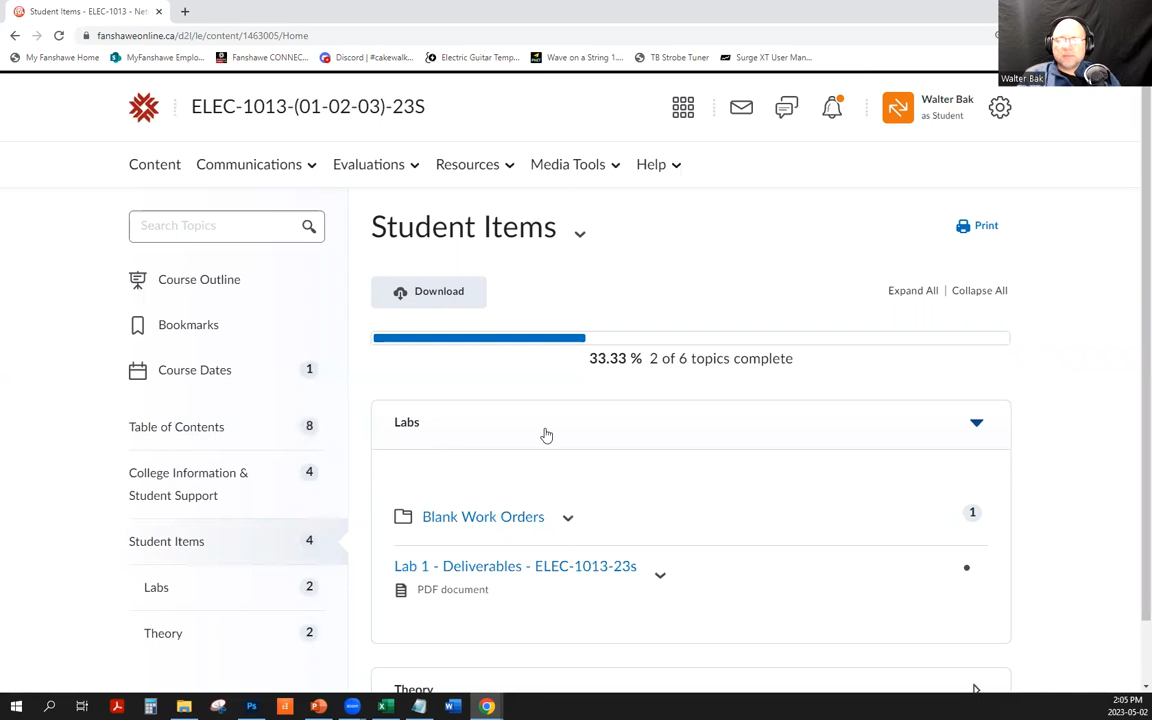 Student Items - ELEC-1013 - Net
fanshaweonline.ca/d2l/le/content/1463005/Home
My Fanshawe Home
MyFanshawe Emplo...
Fanshawe CONNEC...
Discord | #cakewalk...
Electric Guitar Temp...
Wave on a String 1....
TB Strobe Tuner
Surge XT User Man...
Walter Bak
ELEC-1013-(01-02-03)-23S
Walter Bak
as Student
Content
Communications
Evaluations
Resources
Media Tools
Help
Search Topics
Student Items
Print
Course Outline
Download
Expand All | Collapse All
Bookmarks
33.33 % 2 of 6 topics complete
Course Dates 1
Table of Contents 8
Labs
College Information &
Student Support 4
Blank Work Orders 1
Student Items 4
Lab 1 - Deliverables - ELEC-1013-23s
PDF document
Labs 2
Theory 2
Theory
2:05 PM
2023-05-02